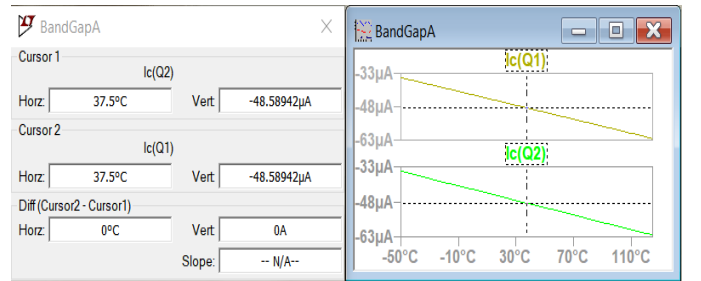 BandGapA
Cursor 1
Ic(Q2)
Horz: 37.5°C Vert: -48.58942µA
Cursor 2
Ic(Q1)
Horz: 37.5°C Vert: -48.58942µA
Diff (Cursor2 - Cursor1)
Horz: 0°C Vert: 0A
Slope: -- N/A--
BandGapA
Ic(Q1)
-33µA
-48µA
-63µA
Ic(Q2)
-33µA
-48µA
-63µA
-50°C -10°C 30°C 70°C 110°C